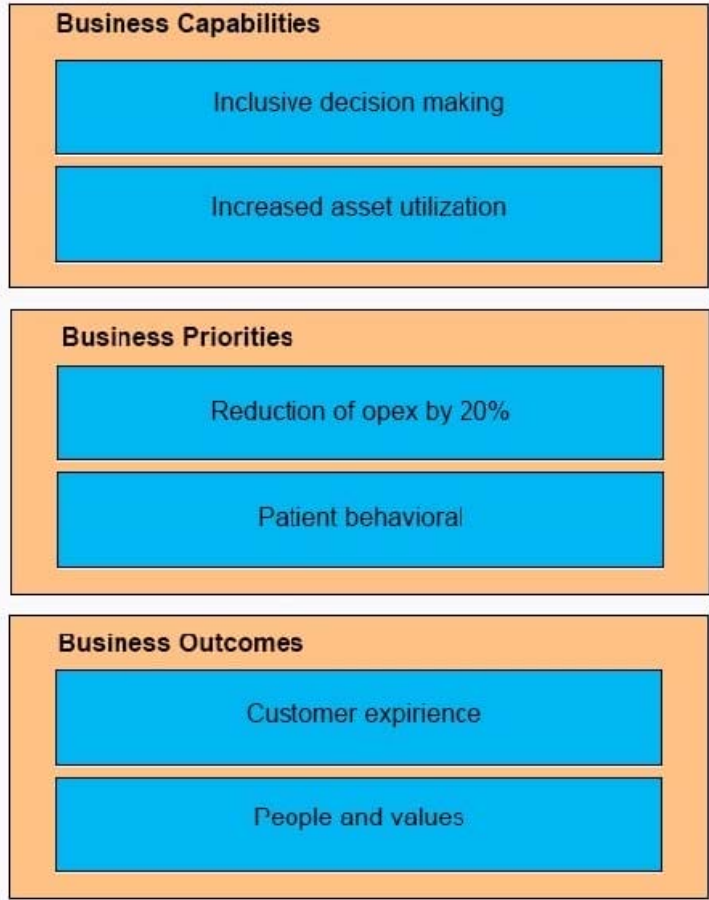 Business Capabilities
Inclusive decision making
Increased asset utilization
Business Priorities
Reduction of opex by 20%
Patient behavioral
Business Outcomes
Customer expirience
People and values